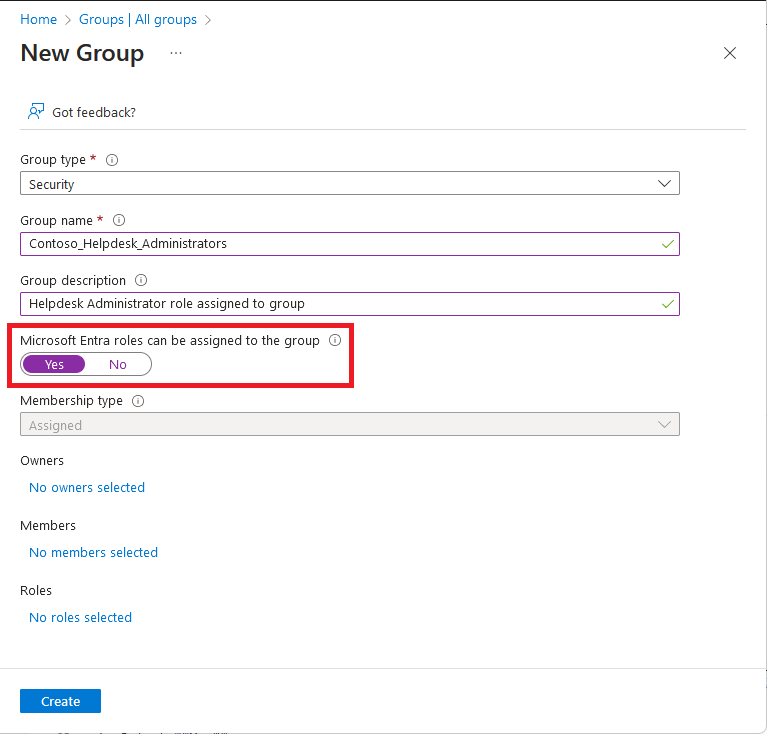 Home > Groups | All groups >
New Group ...
Got feedback?
Group type *
Security
Group name *
Contoso_Helpdesk_Administrators
Group description
Helpdesk Administrator role assigned to group
Microsoft Entra roles can be assigned to the group
Yes No
Membership type
Assigned
Owners
No owners selected
Members
No members selected
Roles
No roles selected
Create